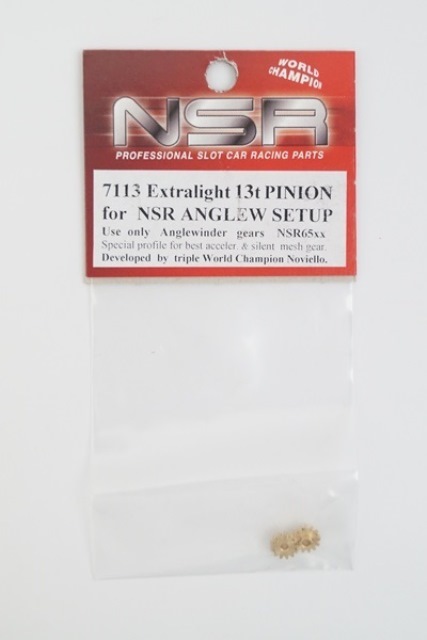 WORLD
CHAMPION
NSR
PROFESSIONAL SLOT CAR RACING PARTS
7113 Extralight 13t PINION
for NSR ANGLEW SETUP
Use only Anglewinder gears NSR65xx
Special profile for best acceler. & silent mesh gear.
Developed by triple World Champion Noviello.